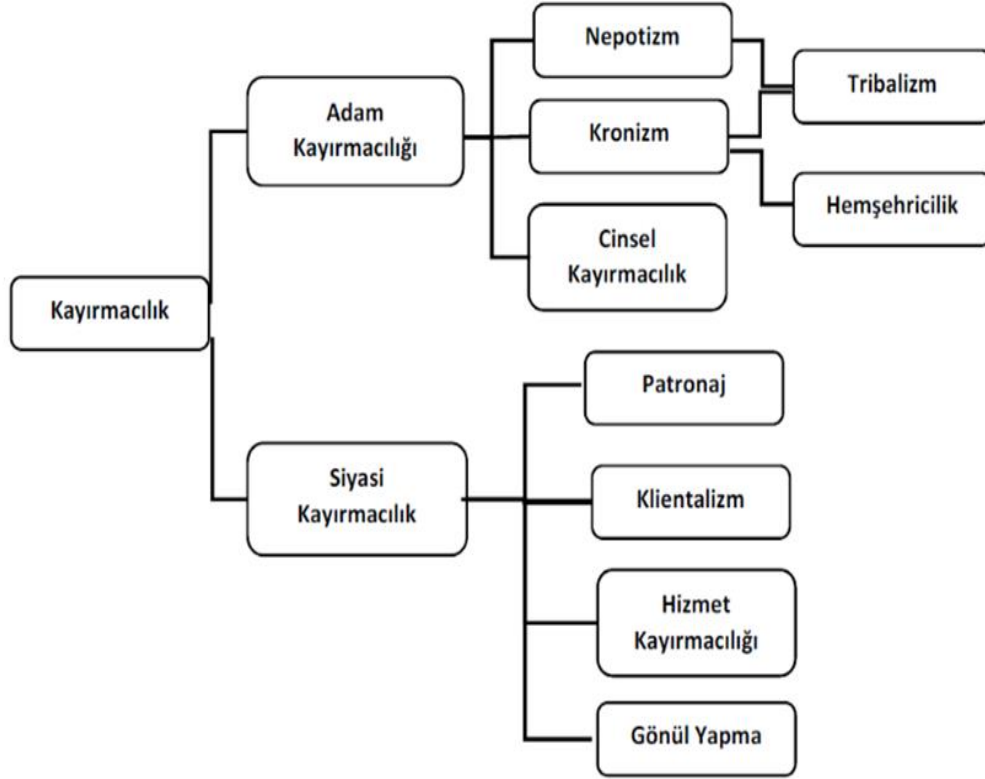 Nepotizm
Tribalizm
Adam
Kayırmacılığı
Kronizm
Hemşehricilik
Cinsel
Kayırmacılık
Kayırmacılık
Patronaj
Siyasi
Kayırmacılık
Klientalizm
Hizmet
Kayırmacılığı
Gönül Yapma